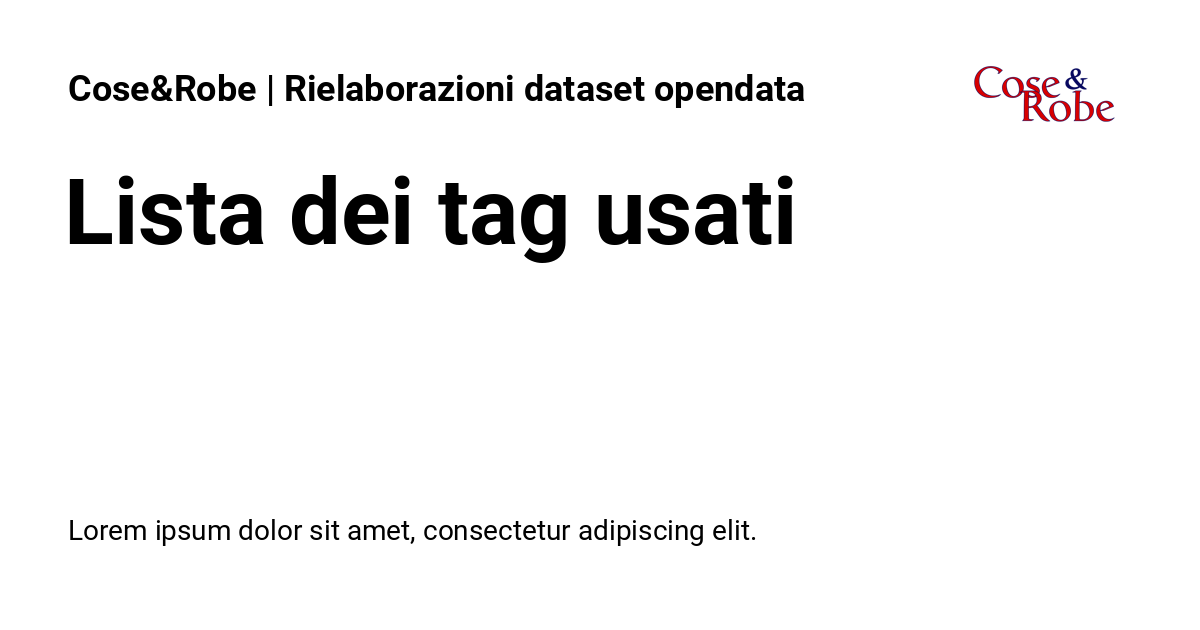 Cose&Robe | Rielaborazioni dataset opendata
Cose &
Robe
Lista dei tag usati
Lorem ipsum dolor sit amet, consectetur adipiscing elit.